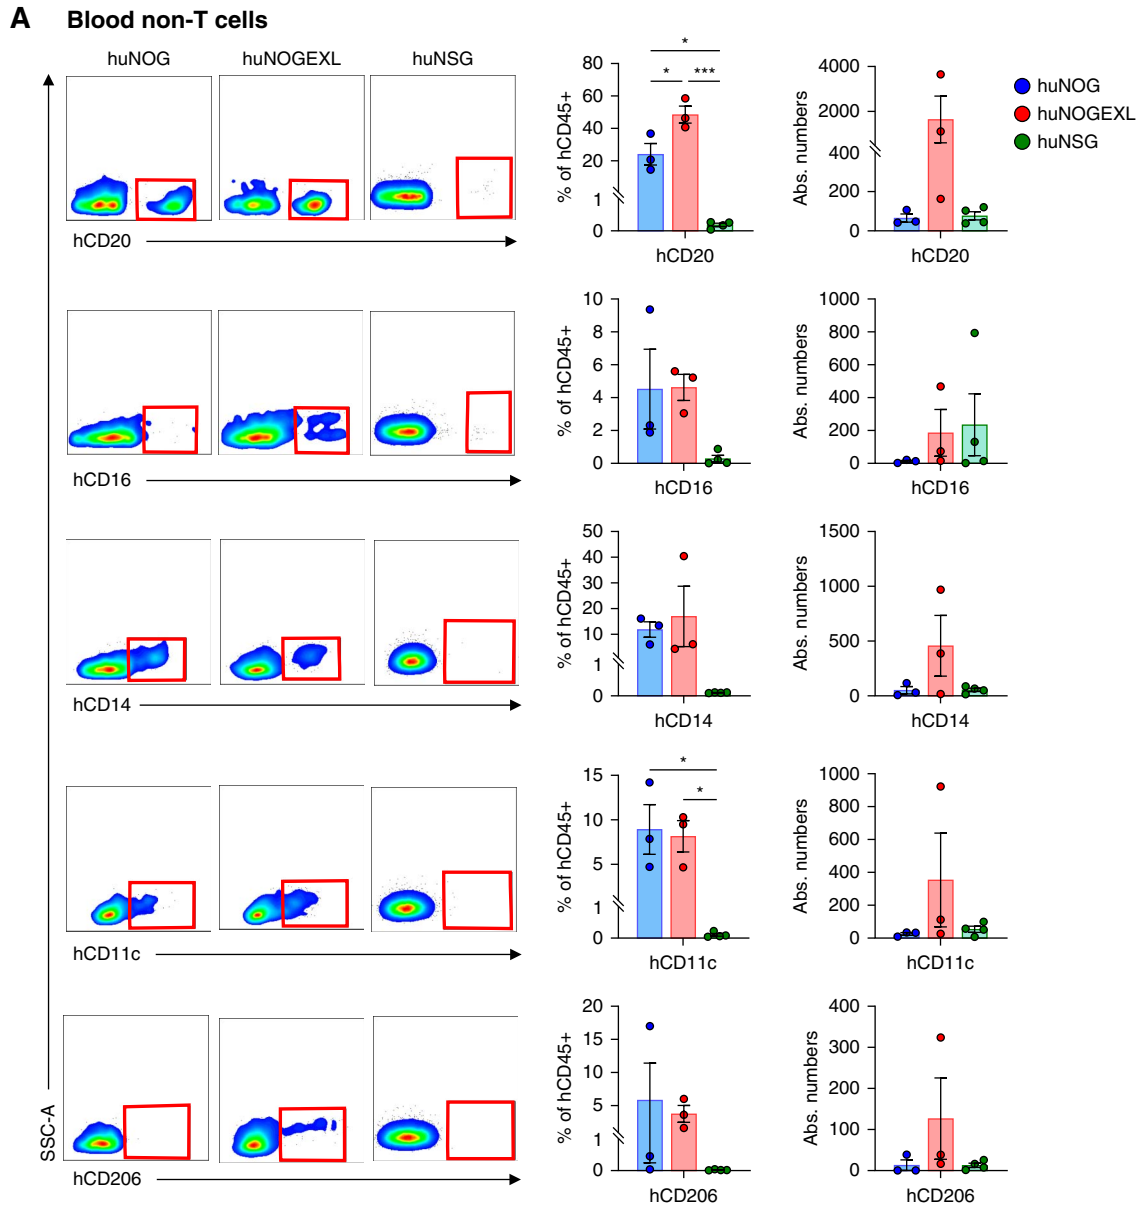 A Blood non-T cells
huNOG huNOGEXL huNSG
SSC-A
hCD20
% of hCD45+
80
60
40
20
1
0
*
* ***
hCD20
Abs. numbers
4000
2000
400
200
0
hCD20
huNOG
huNOGEXL
huNSG
hCD16
% of hCD45+
10
8
6
4
2
0
hCD16
Abs. numbers
1000
800
600
400
200
0
hCD16
hCD14
% of hCD45+
50
40
30
20
10
1
0
hCD14
Abs. numbers
1500
1000
500
0
hCD14
hCD11c
% of hCD45+
15
10
5
1
0
*
*
hCD11c
Abs. numbers
1000
800
600
400
200
0
hCD11c
hCD206
% of hCD45+
20
15
10
5
1
0
hCD206
Abs. numbers
400
300
200
100
0
hCD206